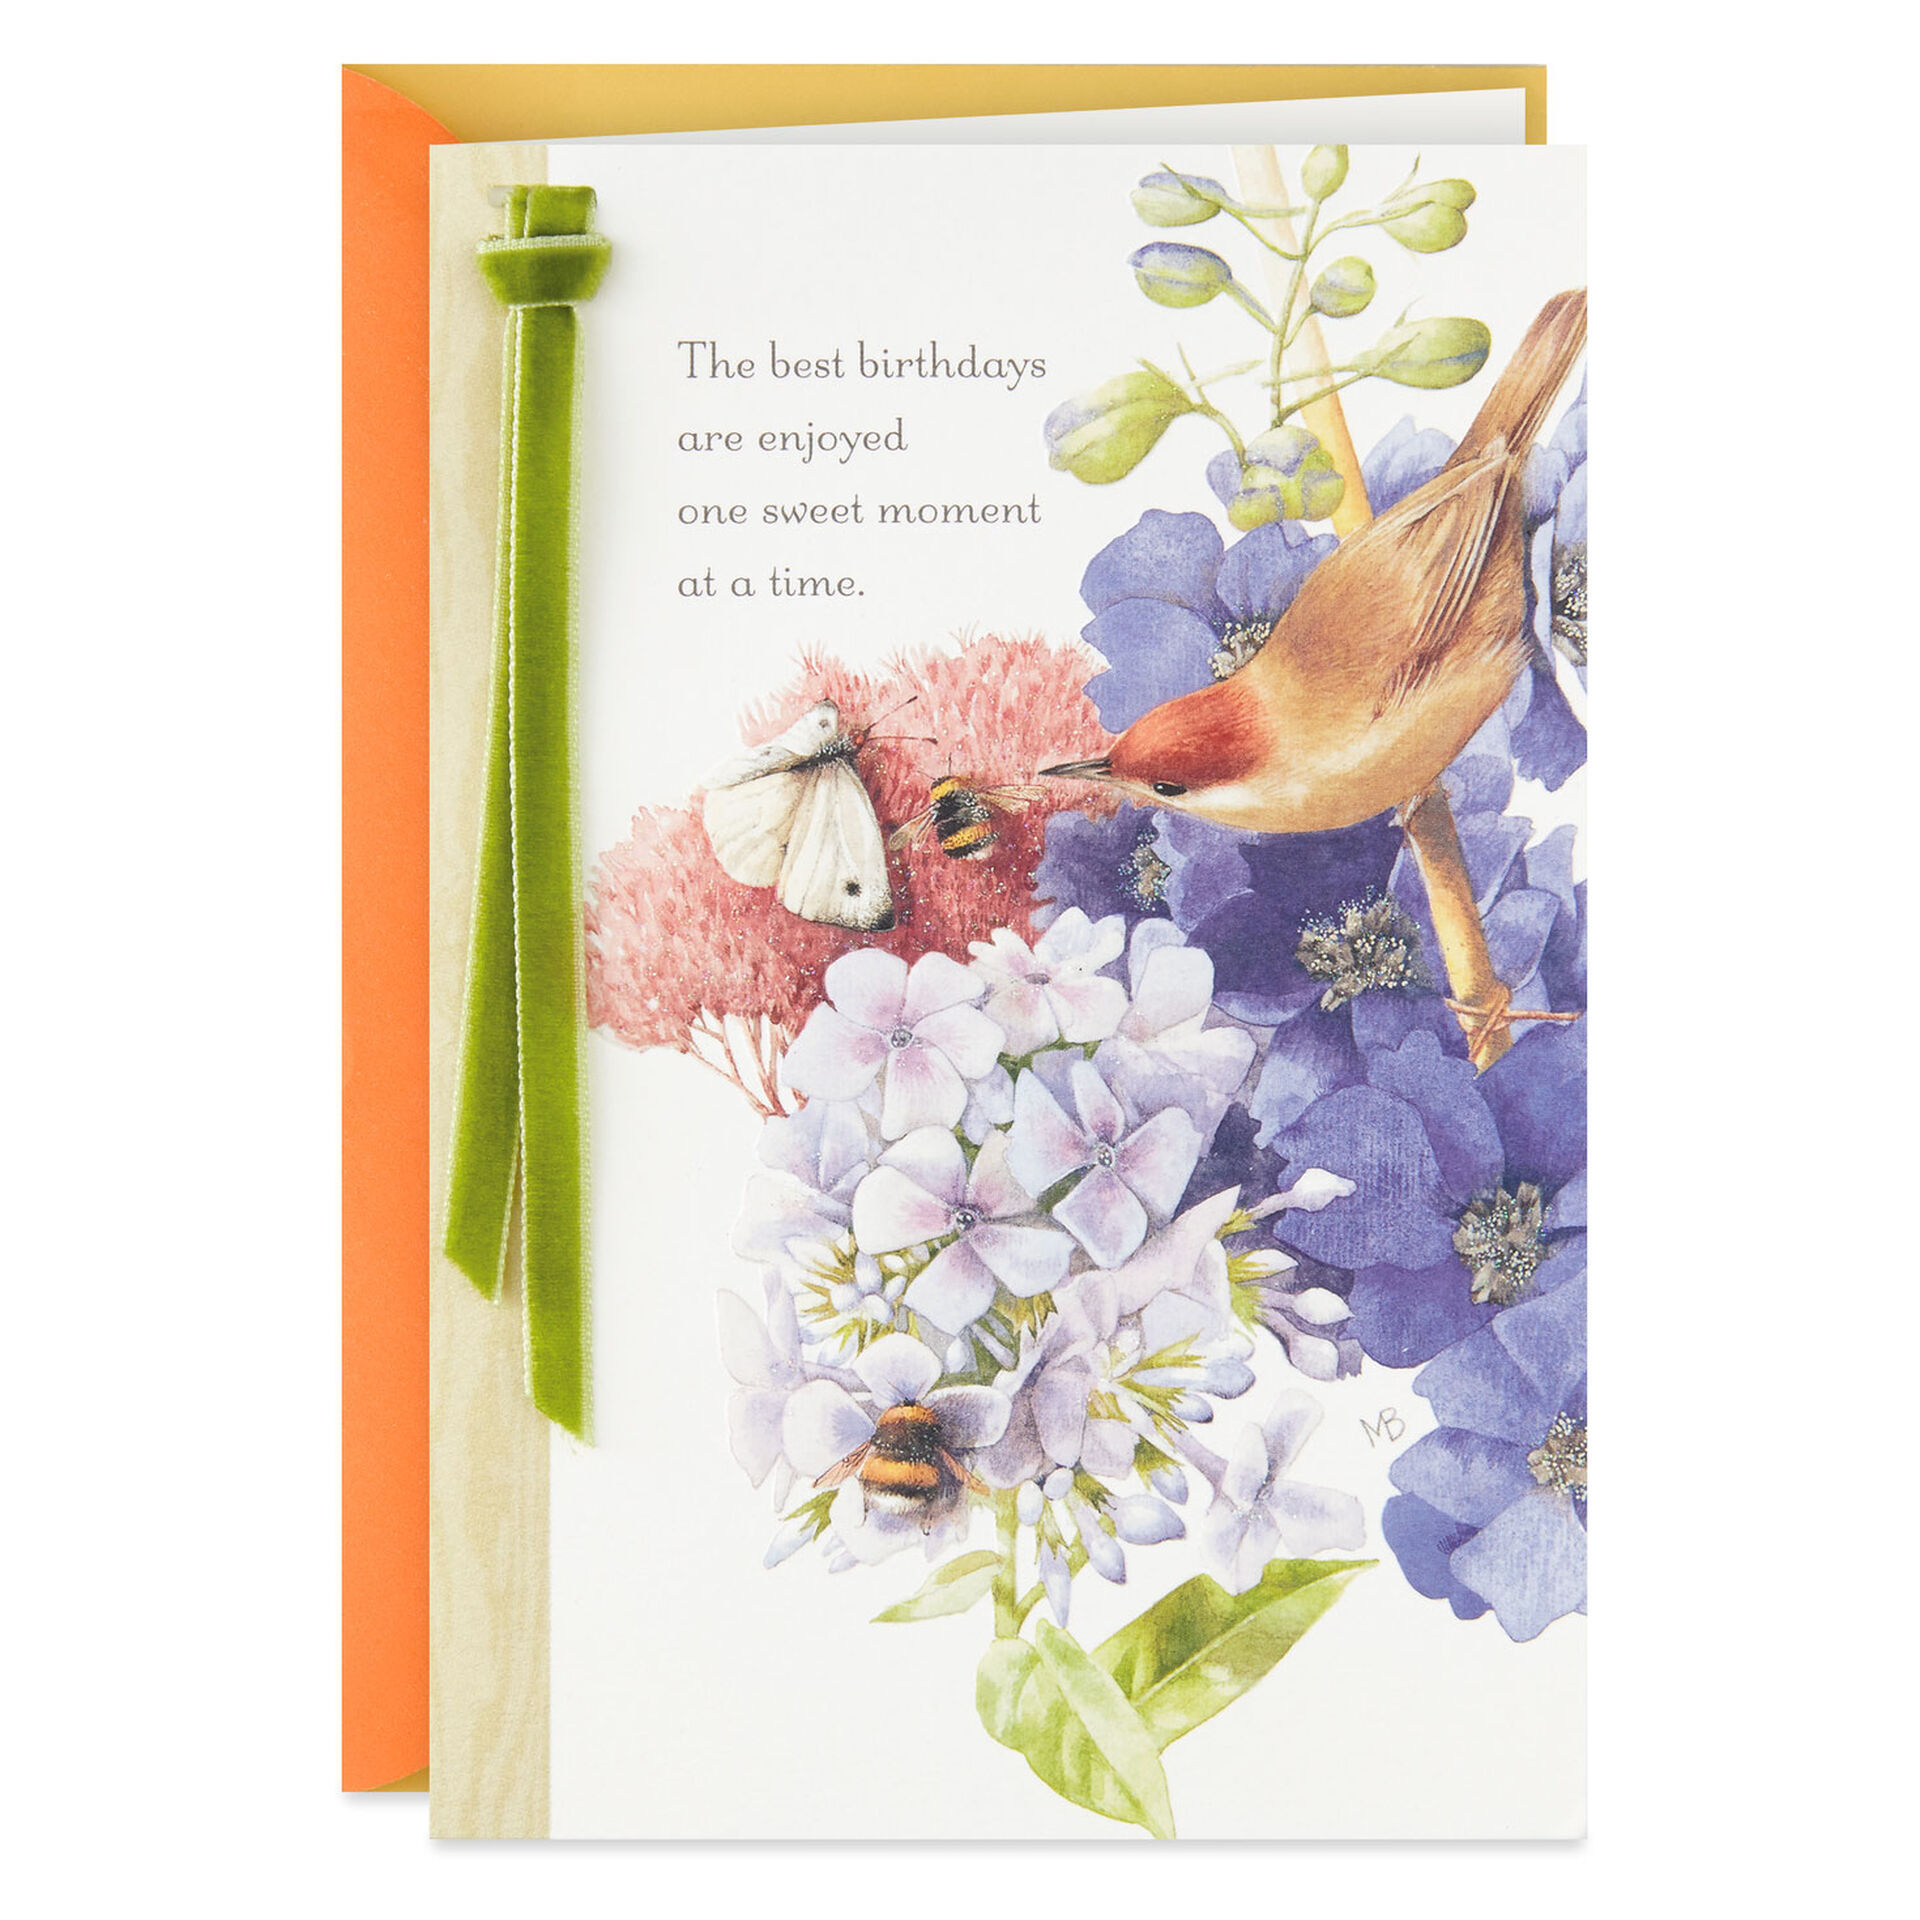 The best birthdays
are enjoyed
one sweet moment
at a time.
MB